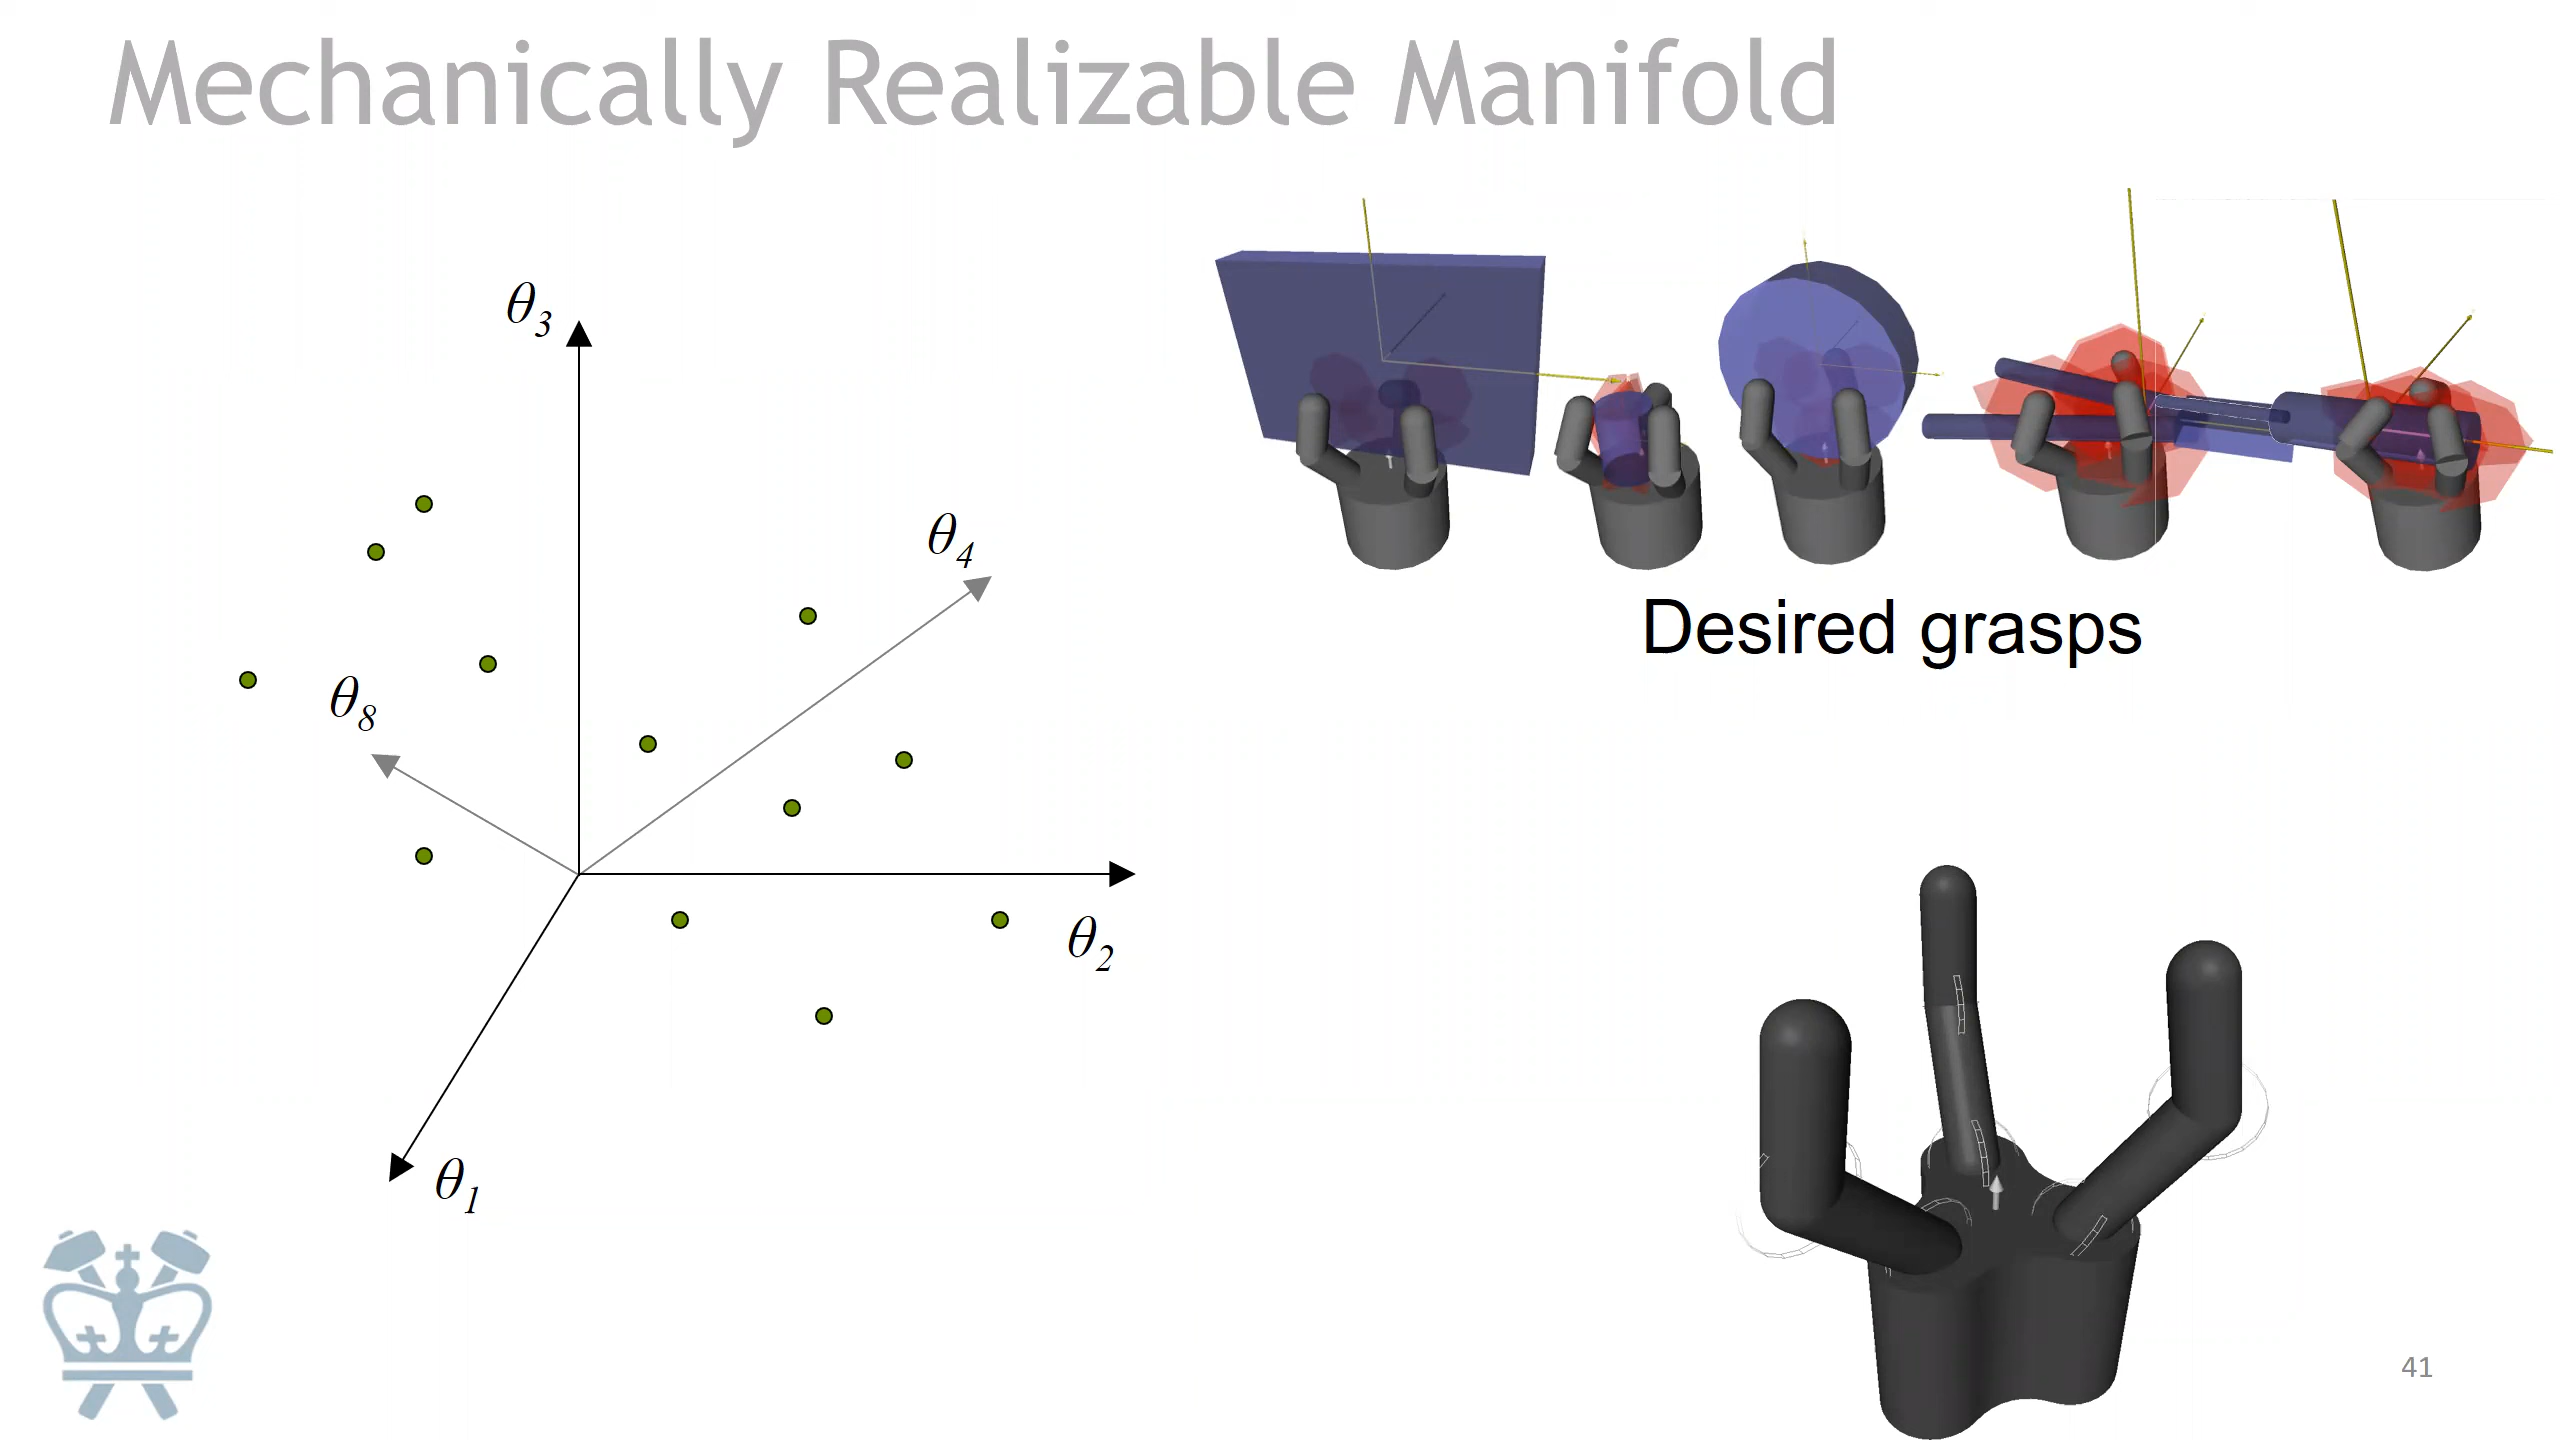 Mechanically Realizable Manifold
θ3
θ4
θ8
θ2
θ1
Desired grasps
41